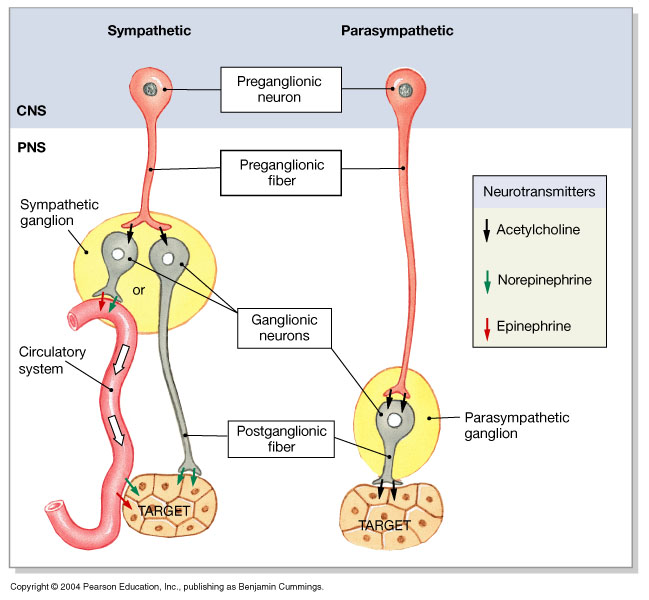 Sympathetic
Parasympathetic
Preganglionic
neuron
CNS
PNS
Preganglionic
fiber
Neurotransmitters
Acetylcholine
Norepinephrine
Epinephrine
Sympathetic
ganglion
or
Ganglionic
neurons
Circulatory
system
Postganglionic
fiber
Parasympathetic
ganglion
TARGET
TARGET
Copyright © 2004 Pearson Education, Inc., publishing as Benjamin Cummings.